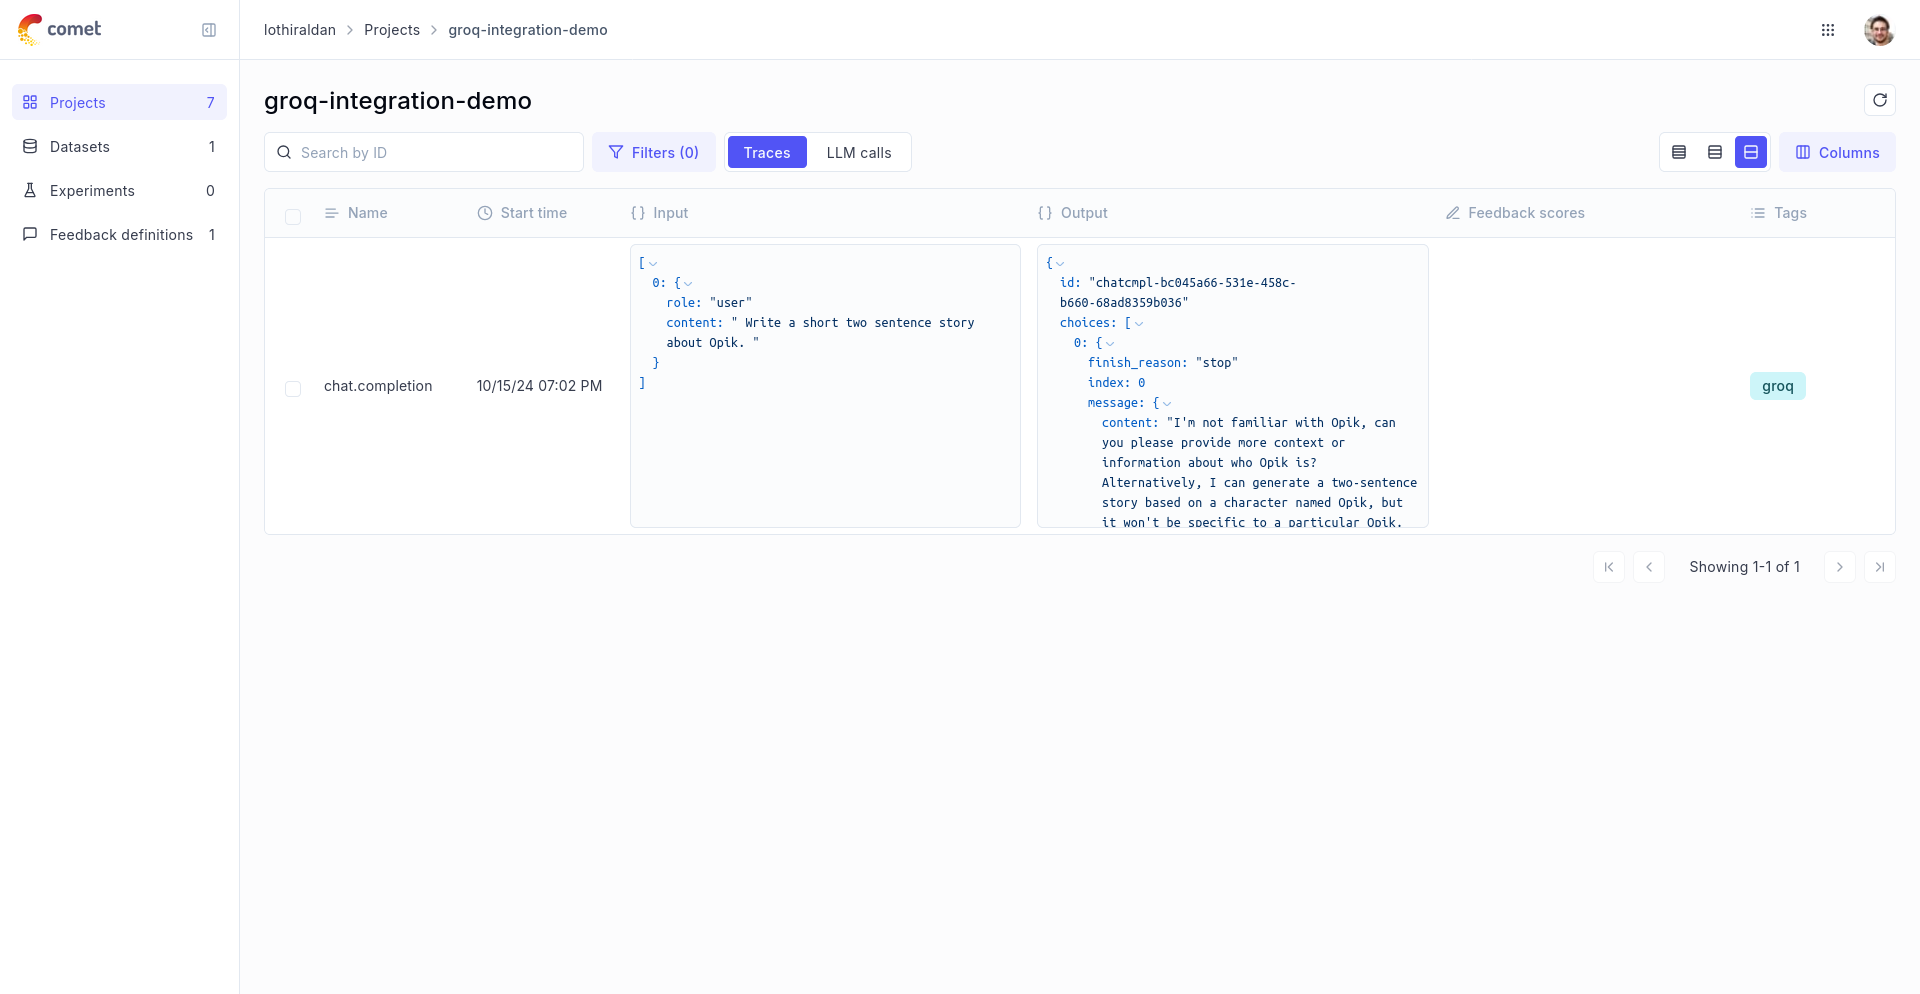 comet
lothiraldan > Projects > groq-integration-demo
Projects 7
Datasets 1
Experiments 0
Feedback definitions 1
groq-integration-demo
Search by ID
Filters (0)
Traces
LLM calls
Columns
Name
Start time
{} Input
{} Output
Feedback scores
Tags
chat.completion
10/15/24 07:02 PM
[
0: {
role: "user"
content: " Write a short two sentence story
about Opik. "
}
]
{
id: "chatcmpl-bc045a66-531e-458c-
b660-68ad8359b036"
choices: [
0: {
finish_reason: "stop"
index: 0
message: {
content: "I'm not familiar with Opik, can
you please provide more context or
information about who Opik is?
Alternatively, I can generate a two-sentence
story based on a character named Opik, but
it won't be specific to a particular Opik.
groq
Showing 1-1 of 1